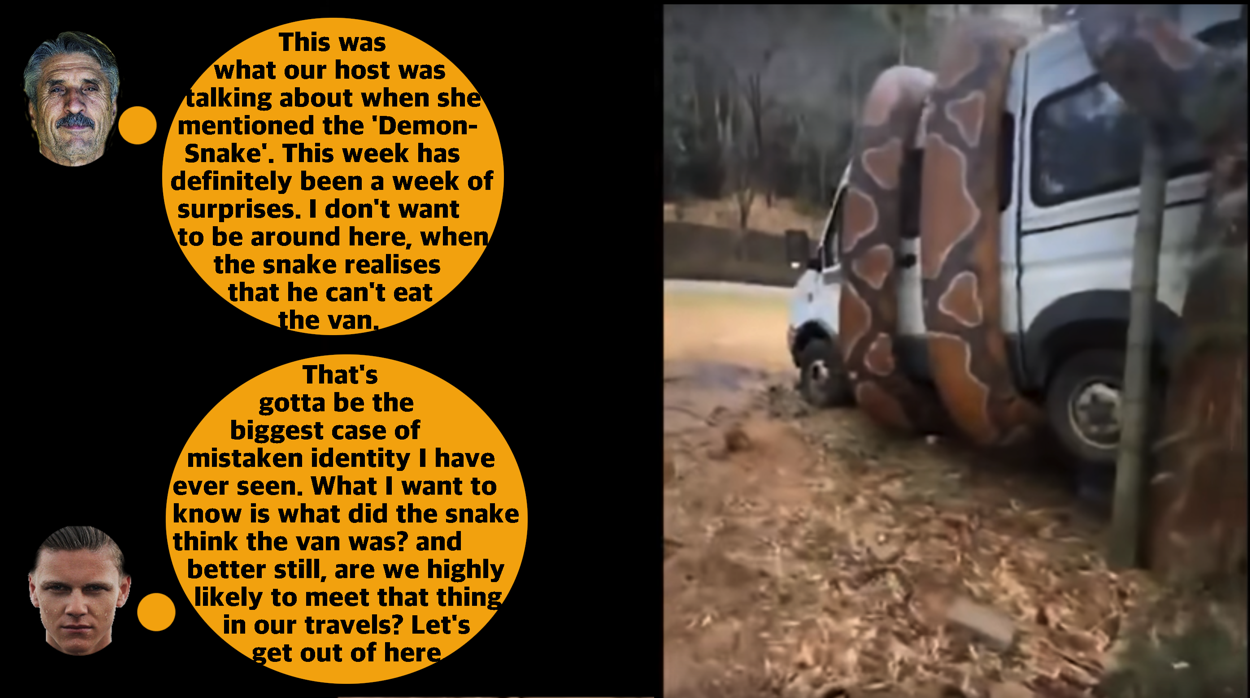 This was
what our host was
talking about when she
mentioned the 'Demon-
Snake'. This week has
definitely been a week of
surprises. I don't want
to be around here, when
the snake realises
that he can't eat
the van.
That's
gotta be the
biggest case of
mistaken identity I have
ever seen. What I want to
know is what did the snake
think the van was? and
better still, are we highly
likely to meet that thing
in our travels? Let's
get out of here